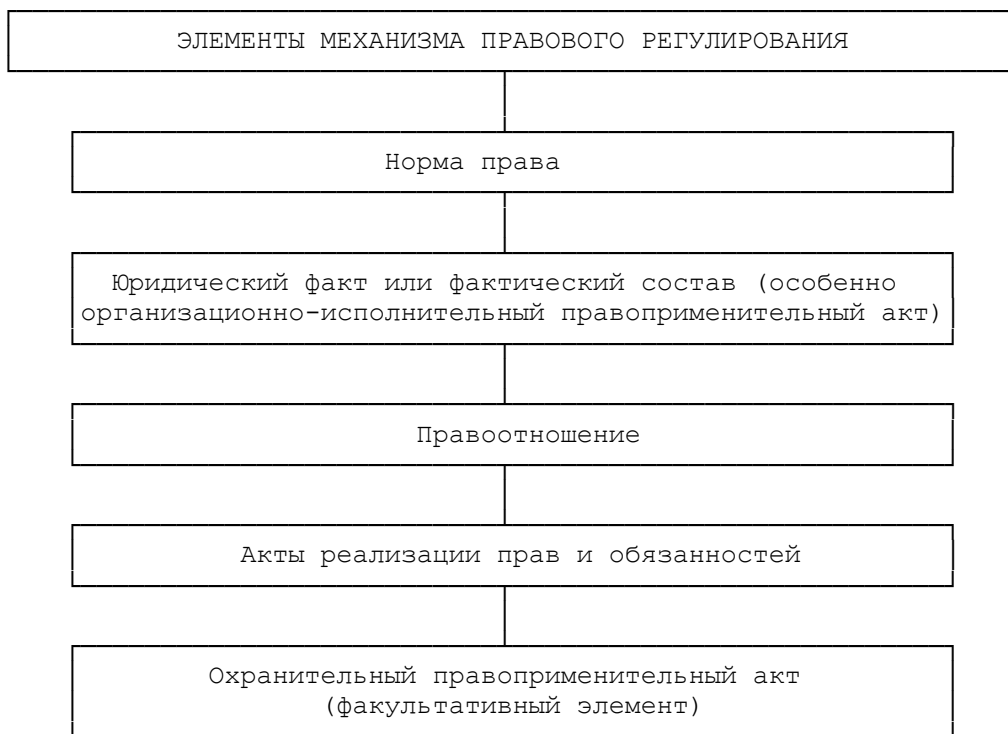 ЭЛЕМЕНТЫ МЕХАНИЗМА ПРАВОВОГО РЕГУЛИРОВАНИЯ
Норма права
Юридический факт или фактический состав (особенно
организационно-исполнительный правоприменительный акт)
Правоотношение
Акты реализации прав и обязанностей
Охранительный правоприменительный акт
(факультативный элемент)